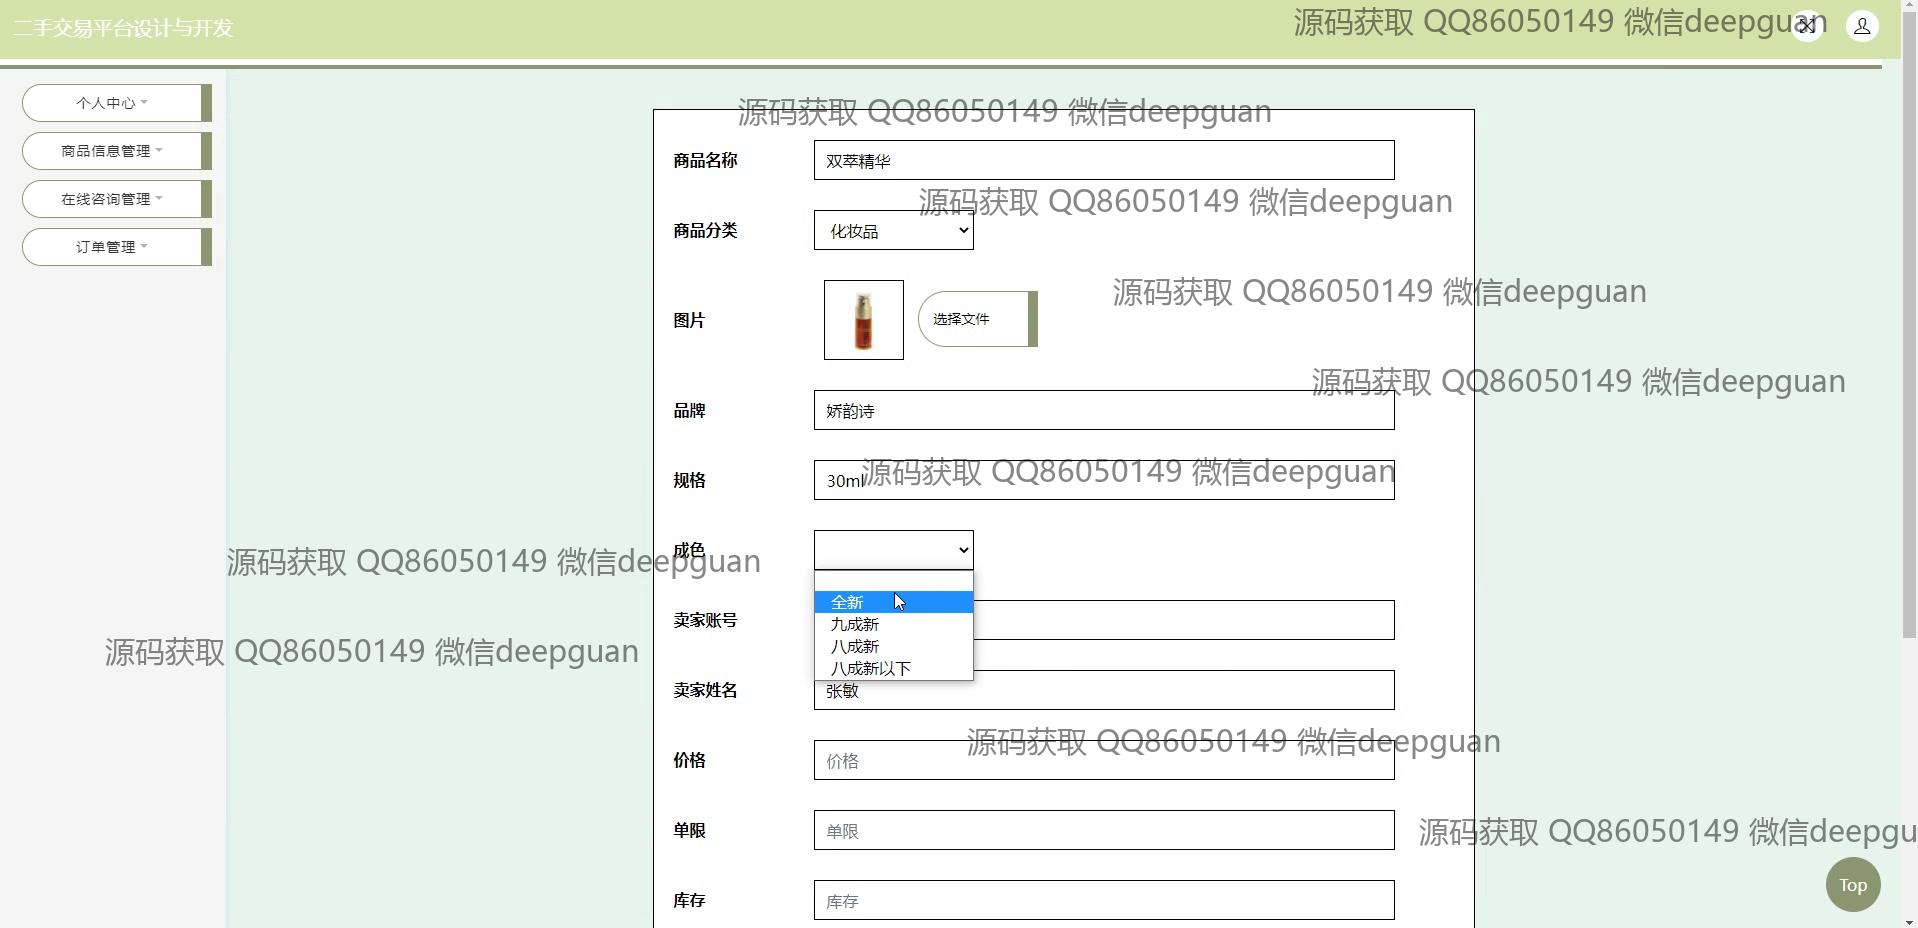 二手交易平台设计与开发
源码获取 QQ86050149 微信deepguan
个人中心
商品信息管理
在线咨询管理
订单管理
源码获取 QQ86050149 微信deepguan
商品名称
双萃精华
源码获取 QQ86050149 微信deepguan
商品分类
化妆品
源码获取 QQ86050149 微信deepguan
图片
选择文件
源码获取 QQ86050149 微信deepguan
品牌
娇韵诗
规格
30ml
源码获取 QQ86050149 微信deepguan
成色
源码获取 QQ86050149 微信deepguan
全新
九成新
八成新
八成新以下
卖家账号
源码获取 QQ86050149 微信deepguan
卖家姓名
张敏
源码获取 QQ86050149 微信deepguan
价格
价格
单限
单限
源码获取 QQ86050149 微信deepgu
库存
库存
Top